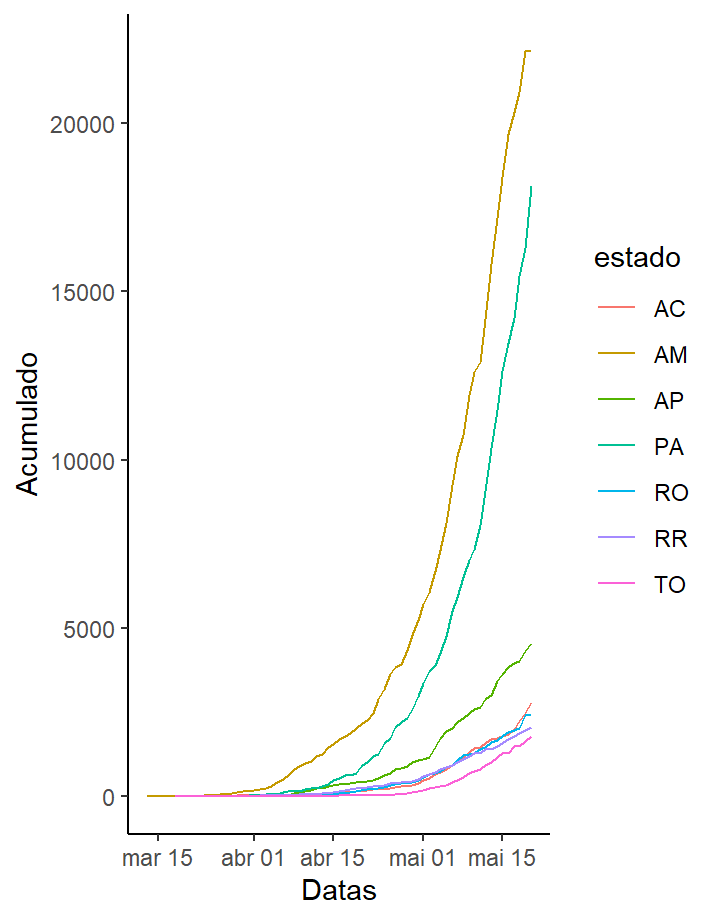 20000
15000
10000
5000
0
Acumulado
mar 15 abr 01 abr 15 mai 01 mai 15
Datas
estado
AC
AM
AP
PA
RO
RR
TO